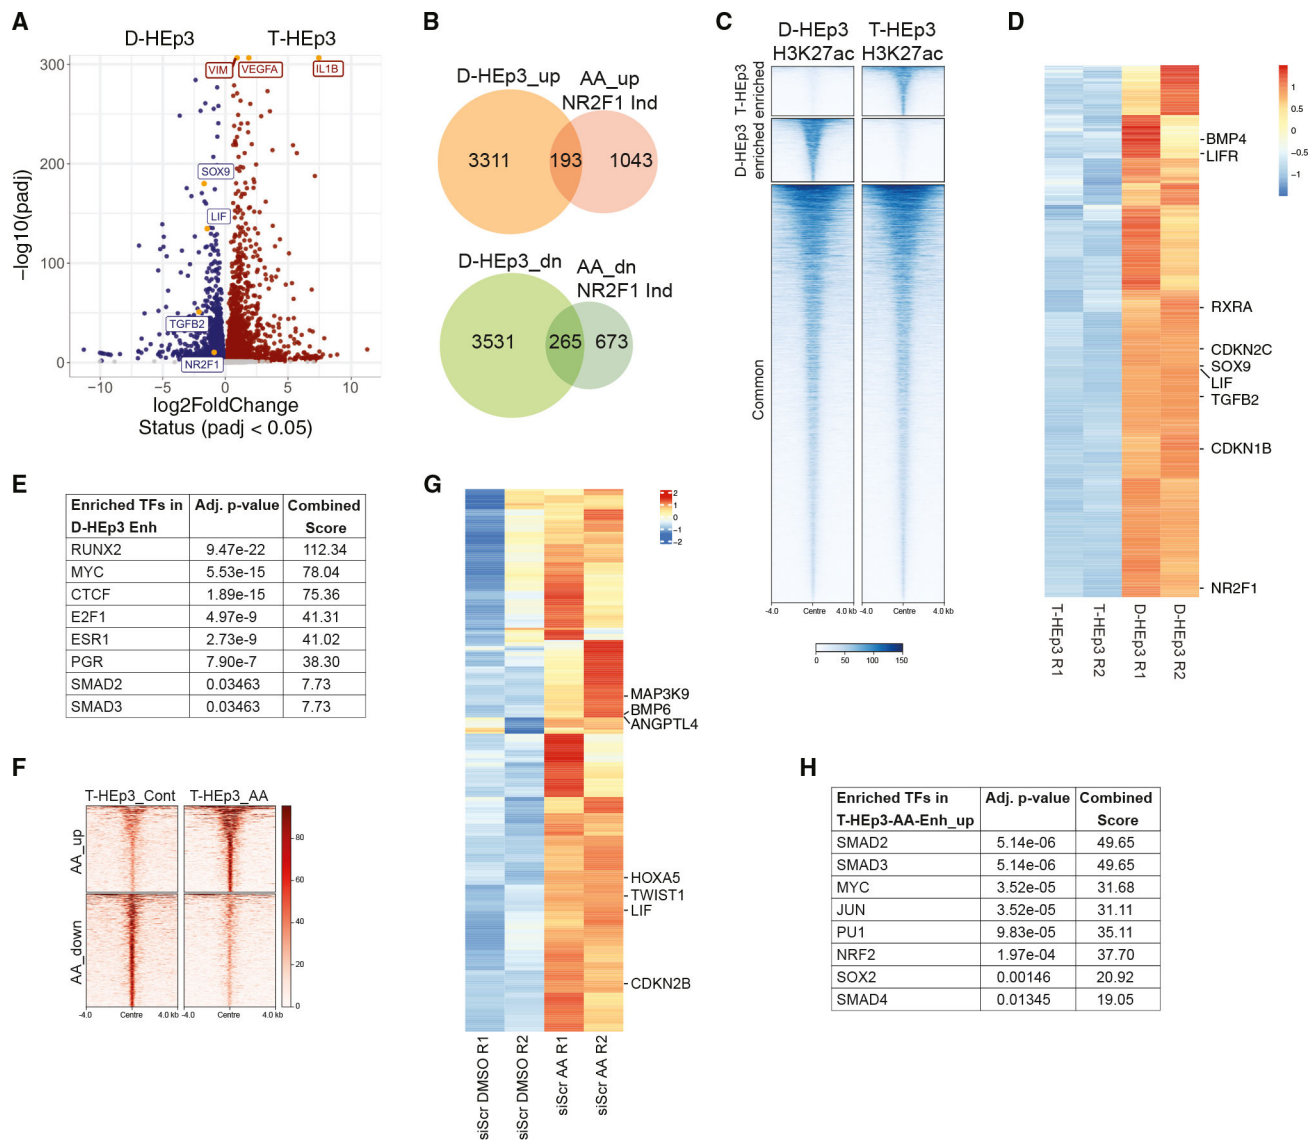 A
D-HEp3
T-HEp3
300
200
100
0
−log10(padj)
VIM
VEGFA
IL1B
SOX9
LIF
TGFB2
NR2F1
−10
−5
0
5
10
log2FoldChange
Status (padj < 0.05)
B
D-HEp3_up
AA_up
NR2F1 Ind
3311
193
1043
D-HEp3_dn
AA_dn
NR2F1 Ind
3531
265
673
C
D-HEp3
H3K27ac
T-HEp3
H3K27ac
T-HEp3
enriched
D-HEp3
enriched
Common
-4.0
Centre
4.0 kb
-4.0
Centre
4.0 kb
0
50
100
150
D
1
0.5
−0.5
−1
BMP4
LIFR
RXRA
CDKN2C
SOX9
LIF
TGFB2
CDKN1B
NR2F1
T-HEp3 R1
T-HEp3 R2
D-HEp3 R1
D-HEp3 R2
E
Enriched TFs in D-HEp3 Enh
Adj. p-value
Combined Score
RUNX2 9.47e-22 112.34
MYC 5.53e-15 78.04
CTCF 1.89e-15 75.36
E2F1 4.97e-9 41.31
ESR1 2.73e-9 41.02
PGR 7.90e-7 38.30
SMAD2 0.03463 7.73
SMAD3 0.03463 7.73
F
T-HEp3_Cont
T-HEp3_AA
AA_up
AA_down
80
60
40
20
0
-4.0
Centre
4.0 kb
-4.0
Centre
4.0 kb
G
2
1
0
−1
−2
MAP3K9
BMP6
ANGPTL4
HOXA5
TWIST1
LIF
CDKN2B
siScr DMSO R1
siScr DMSO R2
siScr AA R1
siScr AA R2
H
Enriched TFs in T-HEp3-AA-Enh_up
Adj. p-value
Combined Score
SMAD2 5.14e-06 49.65
SMAD3 5.14e-06 49.65
MYC 3.52e-05 31.68
JUN 3.52e-05 31.11
PU1 9.83e-05 35.11
NRF2 1.97e-04 37.70
SOX2 0.00146 20.92
SMAD4 0.01345 19.05